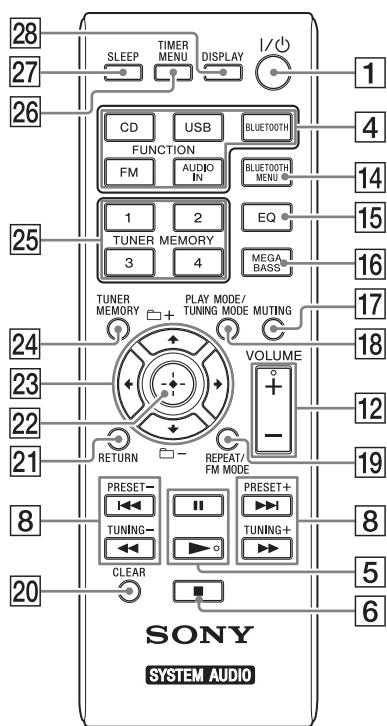 28
SLEEP TIMER MENU DISPLAY I/
27 1
26
CD USB BLUETOOTH 4
FUNCTION
FM AUDIO IN BLUETOOTH MENU 14
1 2 EQ 15
25 TUNER MEMORY
3 4 MEGA BASS 16
TUNER MEMORY PLAY MODE/ TUNING MODE MUTING 17
24 + 18
23 VOLUME
+ 12
22
−
21 − 19
RETURN REPEAT/ FM MODE
PRESET− PRESET+
8 8
TUNING− TUNING+
5
CLEAR
20 6
SONY
SYSTEM AUDIO